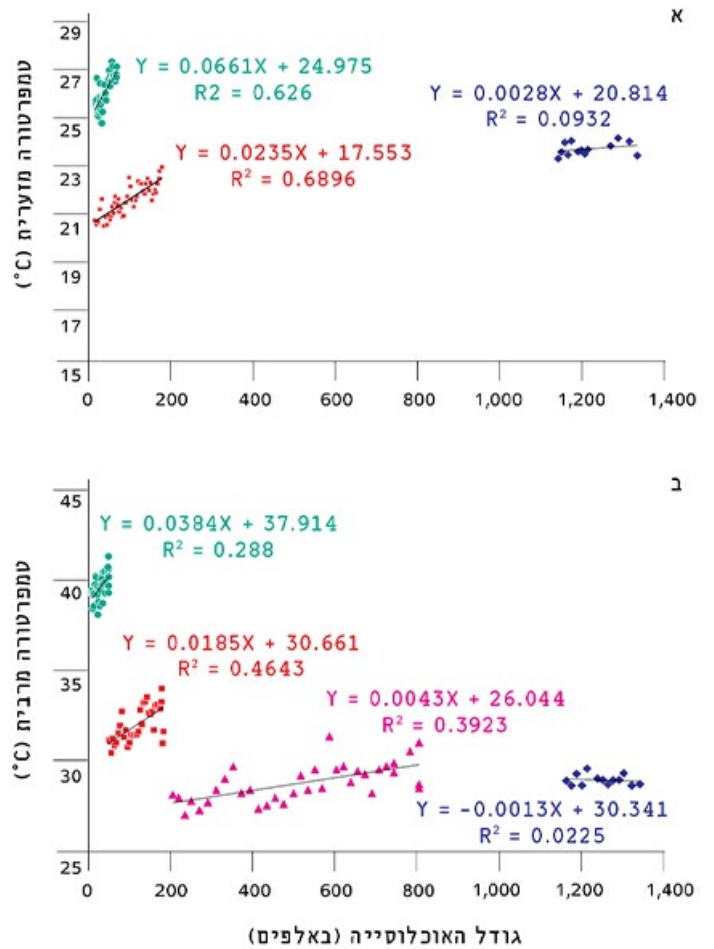 א
טמפרטורה מזערית (°C)
29
27
25
23
21
19
17
15
Y = 0.0661X + 24.975
R2 = 0.626
Y = 0.0028X + 20.814
R² = 0.0932
Y = 0.0235X + 17.553
R² = 0.6896
0 200 400 600 800 1,000 1,200 1,400
ב
טמפרטורה מרבית (°C)
45
40
35
30
25
Y = 0.0384X + 37.914
R² = 0.288
Y = 0.0185X + 30.661
R² = 0.4643
Y = 0.0043X + 26.044
R² = 0.3923
Y = -0.0013X + 30.341
R² = 0.0225
0 200 400 600 800 1,000 1,200 1,400
גודל האוכלוסייה (באלפים)